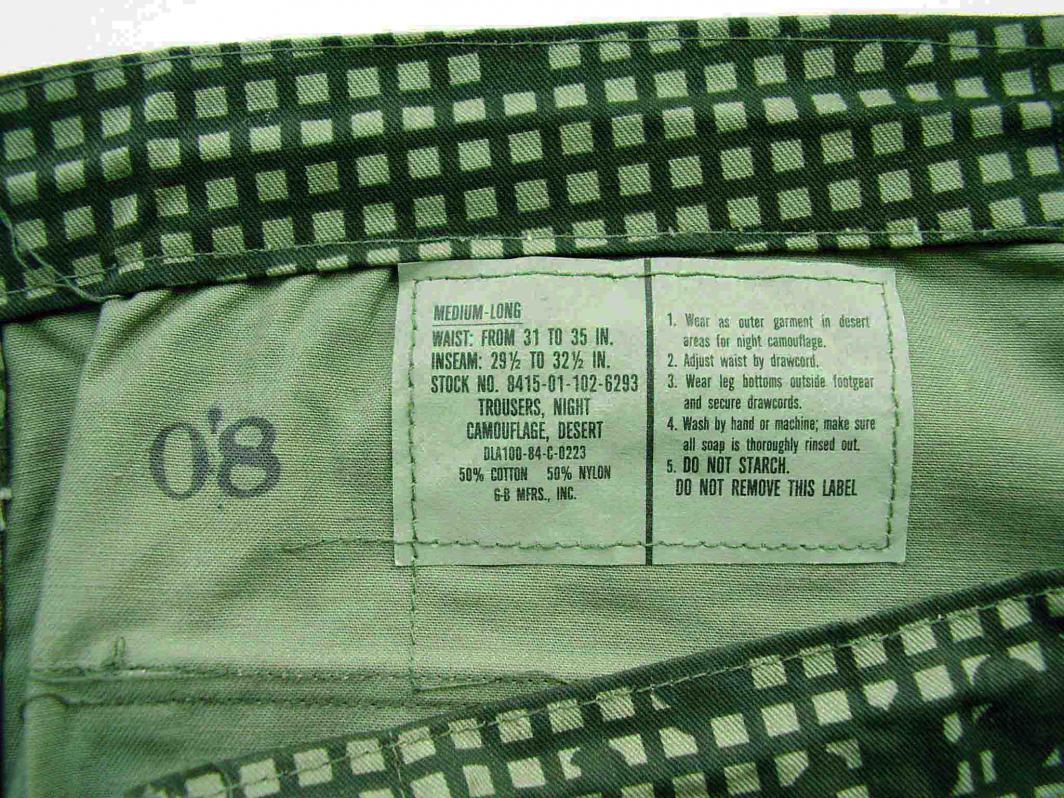 0'8
MEDIUM-LONG
WAIST: FROM 31 TO 35 IN.
INSEAM: 29½ TO 32½ IN.
STOCK NO. 8415-01-102-6293
TROUSERS, NIGHT
CAMOUFLAGE, DESERT
DLA100-84-C-0223
50% COTTON 50% NYLON
G-B MFRS., INC.
1. Wear as outer garment in desert
areas for night camouflage.
2. Adjust waist by drawcord.
3. Wear leg bottoms outside footgear
and secure drawcords.
4. Wash by hand or machine; make sure
all soap is thoroughly rinsed out.
5. DO NOT STARCH.
DO NOT REMOVE THIS LABEL